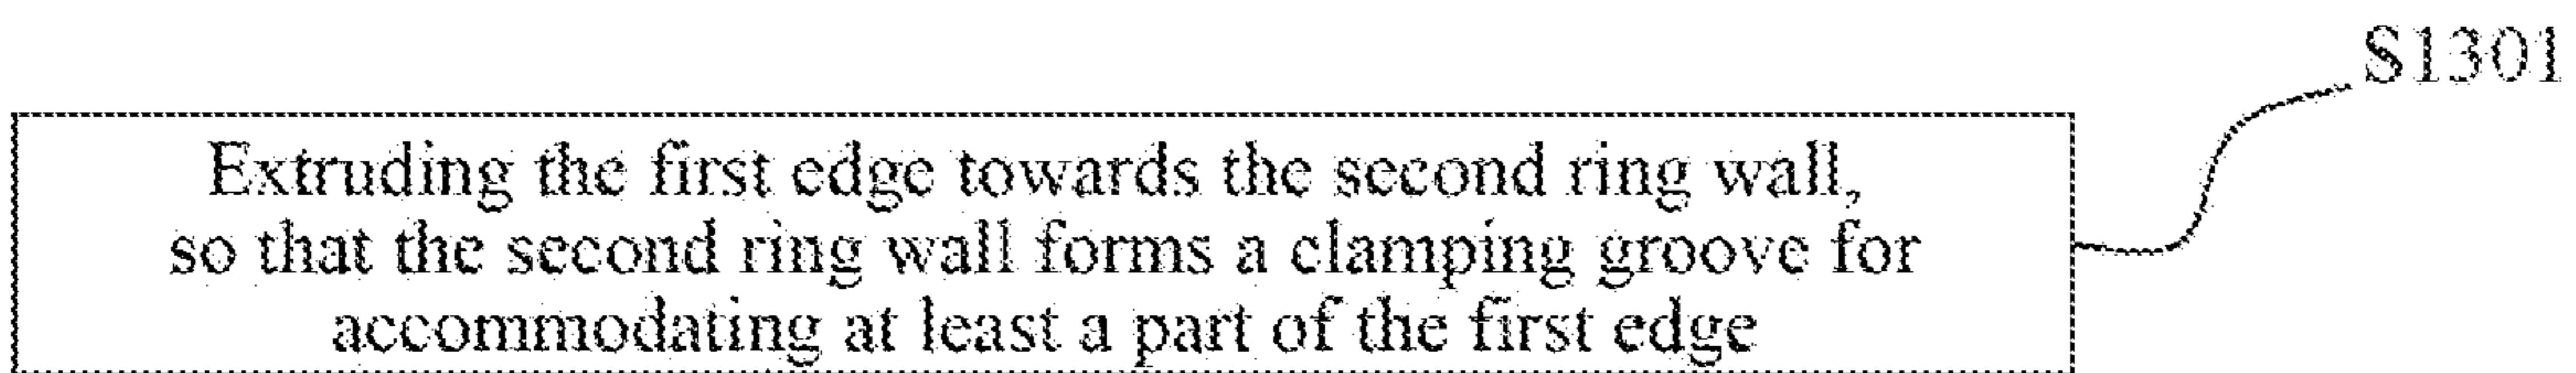 S1301
Extruding the first edge towards the second ring wall,
so that the second ring wall forms a clamping groove for
accommodating at least a part of the first edge